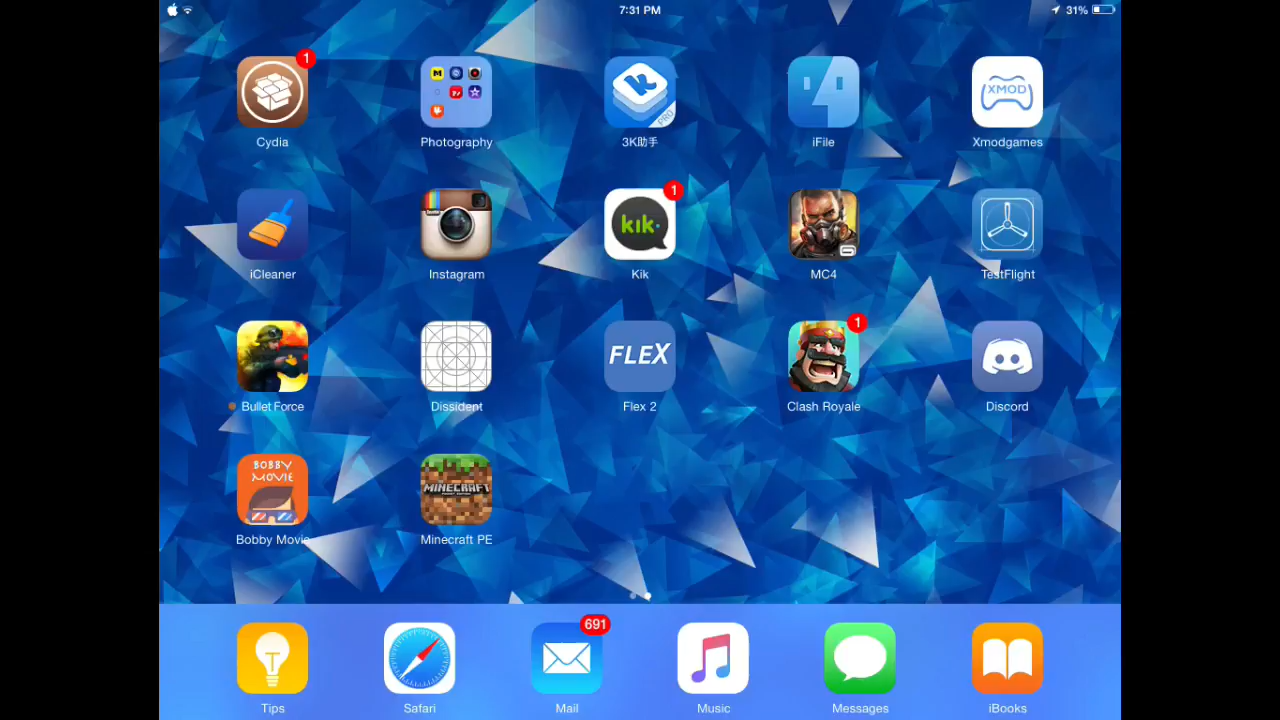 7:31 PM
31%
1
Cydia
Photography
PRO
3K助手
iFile
XMOD
Xmodgames
iCleaner
Instagram
1
kik
Kik
MC4
TestFlight
Bullet Force
Dissident
FLEX
Flex 2
1
Clash Royale
Discord
BOBBY
MOVIE
Bobby Movie
MINECRAFT
Minecraft PE
Tips
Safari
691
Mail
Music
Messages
iBooks